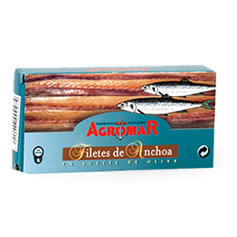 AGROMAR
Filetes de Anchoa
EN ACEITE DE OLIVA